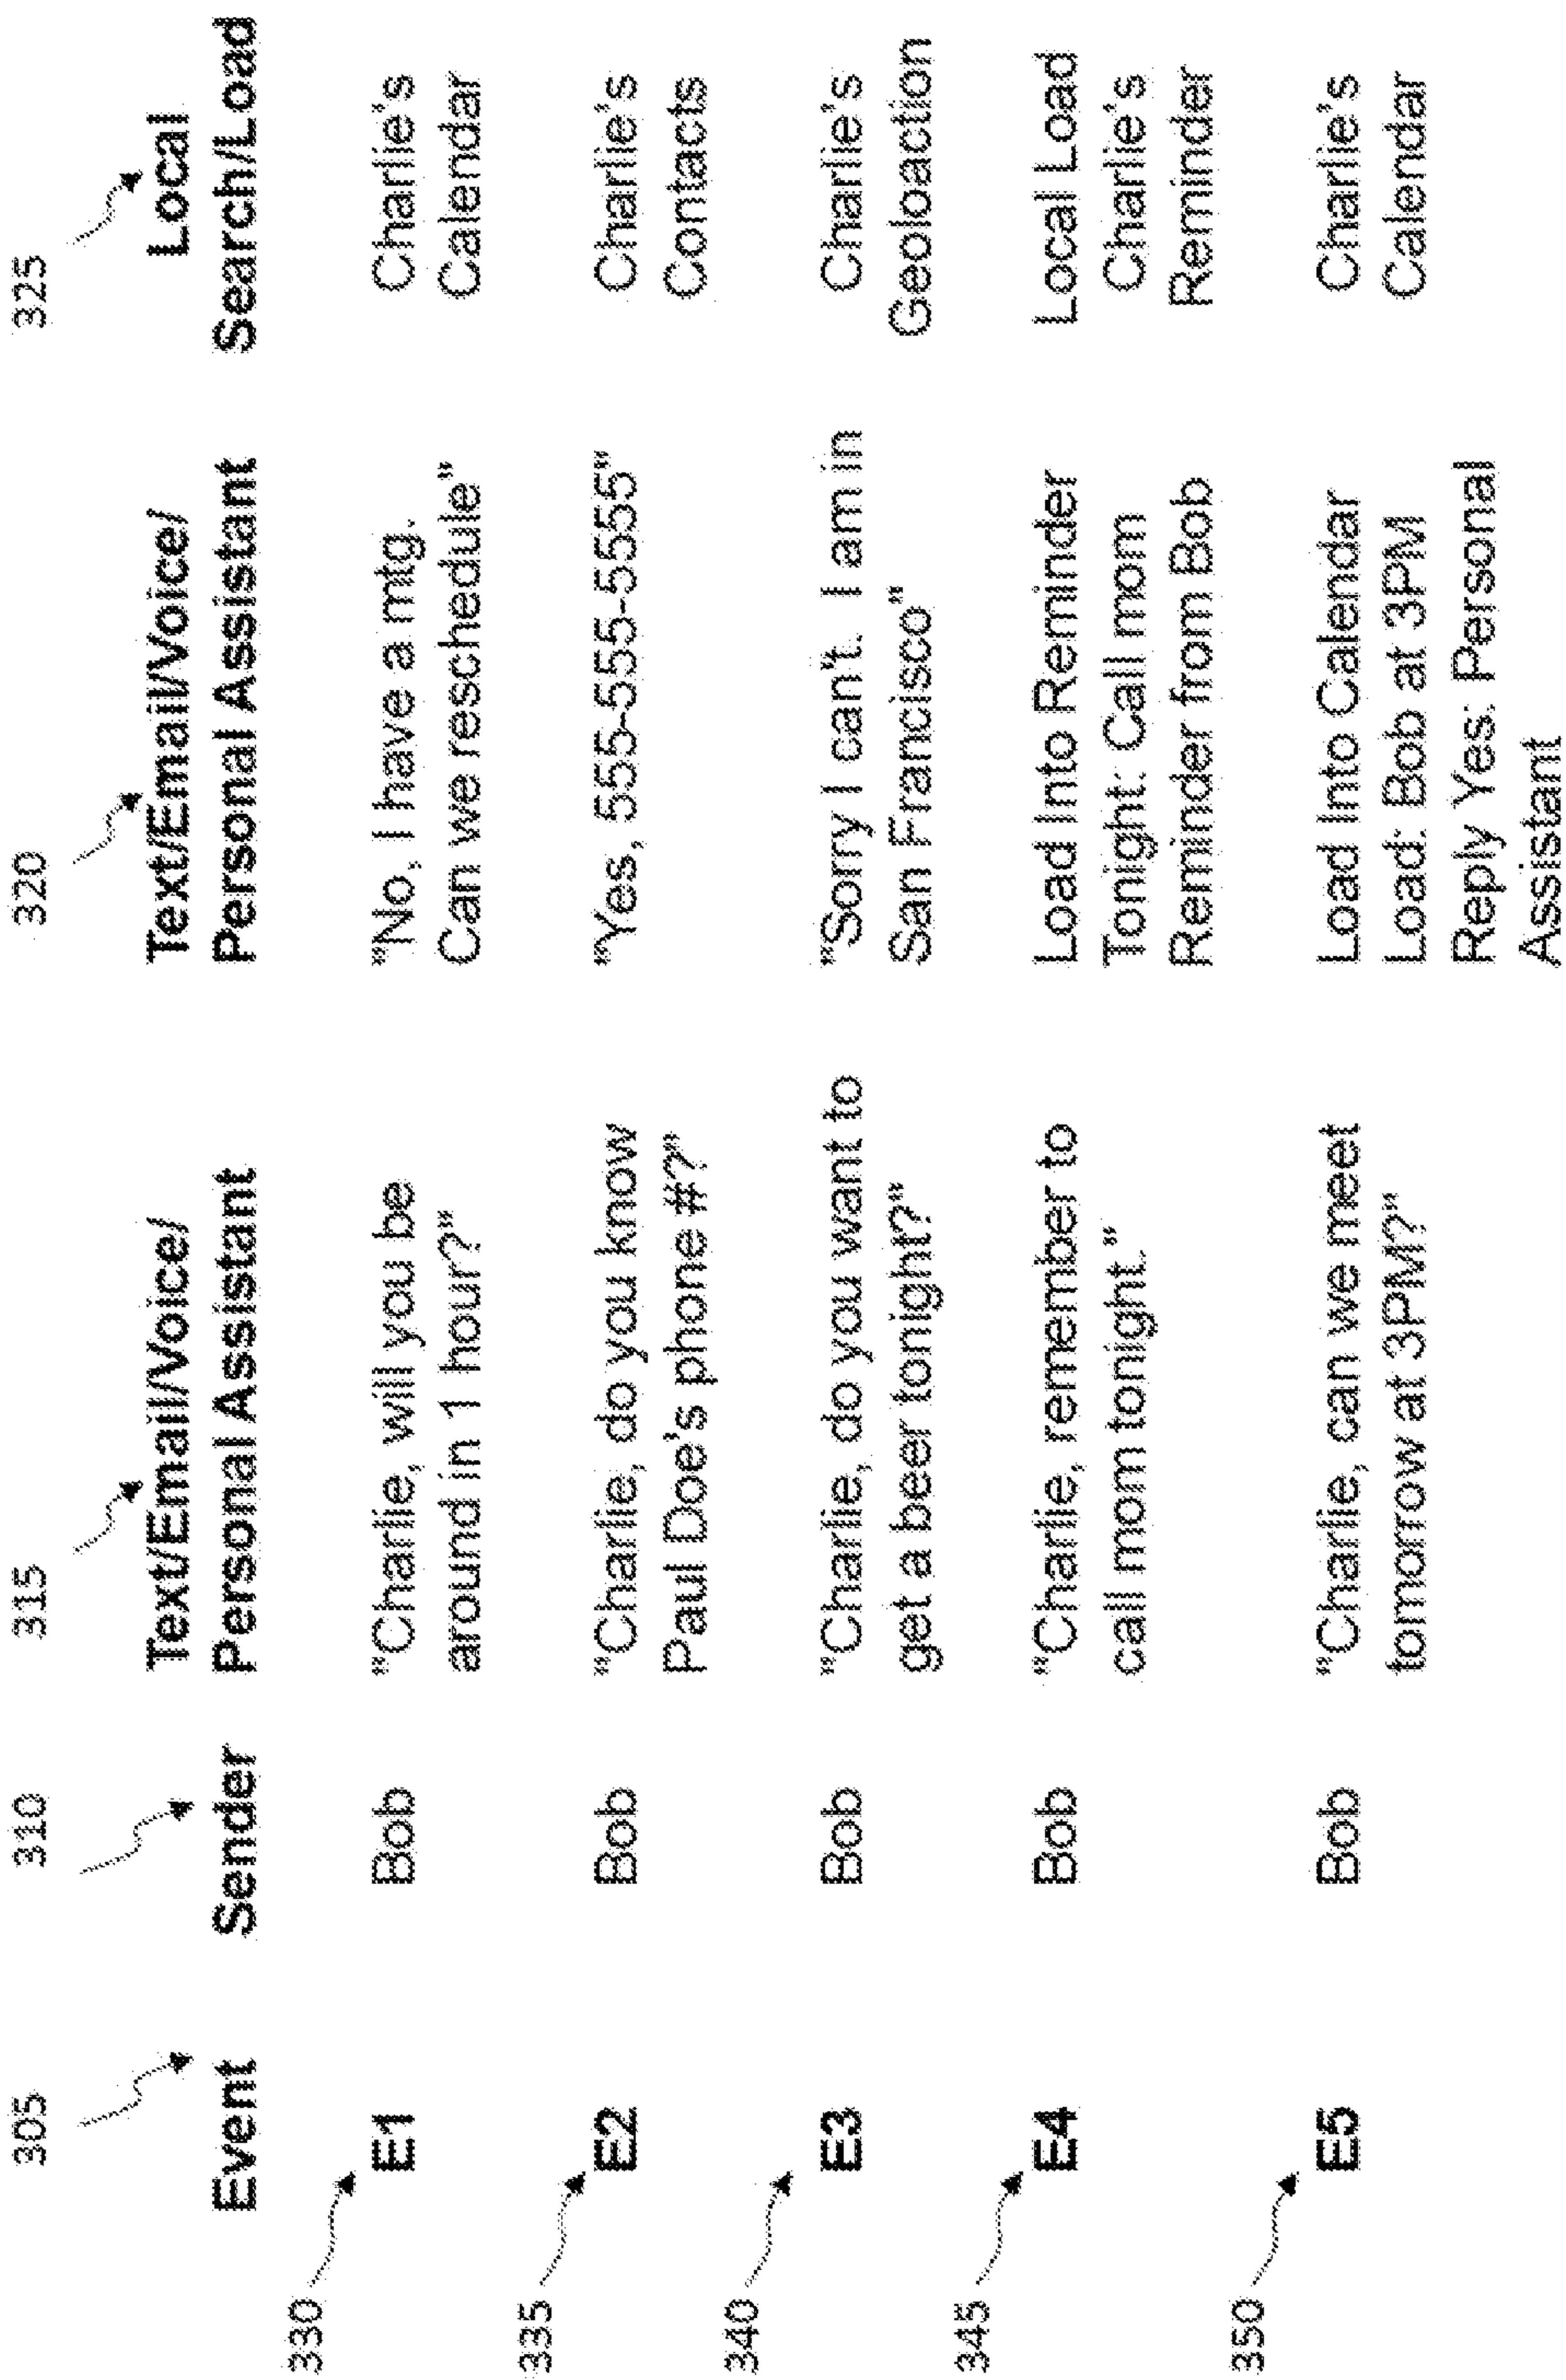 305 310 315 320 325
Event Sender Text/Email/Voice/ Personal Assistant Text/Email/Voice/ Personal Assistant Local Search/Load
330
E1 Bob "Charlie, will you be "No, I have a mtg. Charlie's
around in 1 hour?" Can we reschedule" Calendar
335
E2 Bob "Charlie, do you know "Yes, 555-555-5555" Charlie's
Paul Doe's phone #?" Contacts
340
E3 Bob "Charlie, do you want to "Sorry I can't. I am in Charlie's
get a beer tonight?" San Francisco" Geoloaction
345
E4 Bob "Charlie, remember to Load Into Reminder Local Load
call mom tonight." Tonight: Call mom Charlie's
Reminder from Bob Reminder
350
E5 Bob "Charlie, can we meet Load Into Calendar Charlie's
tomorrow at 3PM?" Load: Bob at 3PM Calendar
Reply Yes: Personal
Assistant